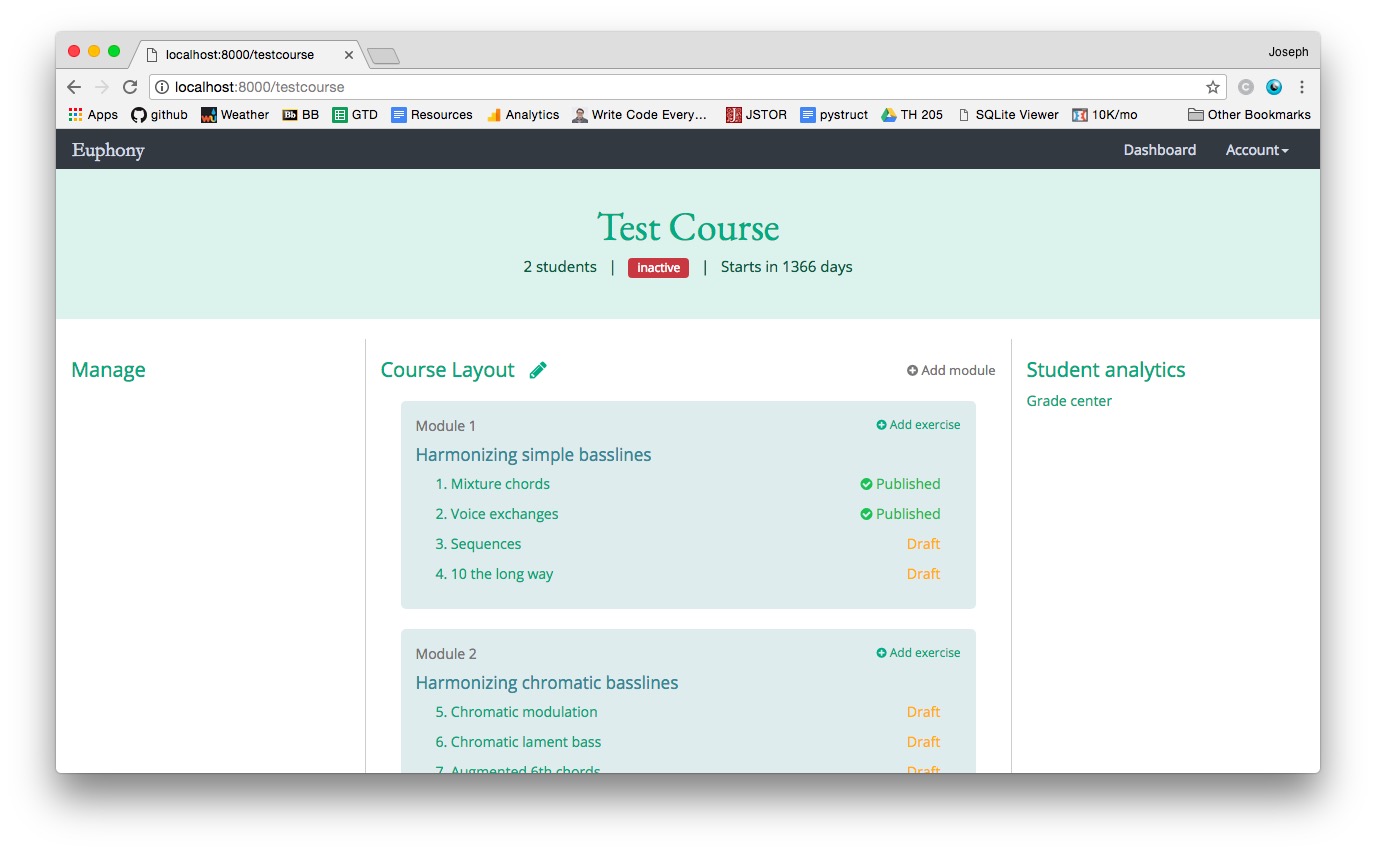 localhost:8000/testcourse
Joseph
localhost:8000/testcourse
Apps github Weather Bb BB GTD Resources Analytics Write Code Every... JSTOR pystruct TH 205 SQLite Viewer 10K/mo Other Bookmarks
Euphony Dashboard Account
Test Course
2 students | inactive | Starts in 1366 days
Manage
Course Layout Add module
Module 1 Add exercise
Harmonizing simple basslines
1. Mixture chords Published
2. Voice exchanges Published
3. Sequences Draft
4. 10 the long way Draft
Module 2 Add exercise
Harmonizing chromatic basslines
5. Chromatic modulation Draft
6. Chromatic lament bass Draft
7. Augmented 6th chords Draft
Student analytics
Grade center